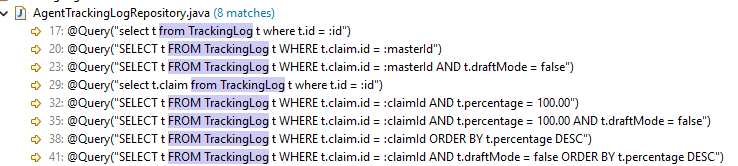 AgentTrackingLogRepository.java (8 matches)
17: @Query("select t from TrackingLog t where t.id = :id")
20: @Query("SELECT t FROM TrackingLog t WHERE t.claim.id = :masterId")
23: @Query("SELECT t FROM TrackingLog t WHERE t.claim.id = :masterId AND t.draftMode = false")
29: @Query("select t.claim from TrackingLog t where t.id = :id")
32: @Query("SELECT t FROM TrackingLog t WHERE t.claim.id = :claimId AND t.percentage = 100.00")
35: @Query("SELECT t FROM TrackingLog t WHERE t.claim.id = :claimId AND t.percentage = 100.00 AND t.draftMode = false")
38: @Query("SELECT t FROM TrackingLog t WHERE t.claim.id = :claimId ORDER BY t.percentage DESC")
41: @Query("SELECT t FROM TrackingLog t WHERE t.claim.id = :claimId AND t.draftMode = false ORDER BY t.percentage DESC")